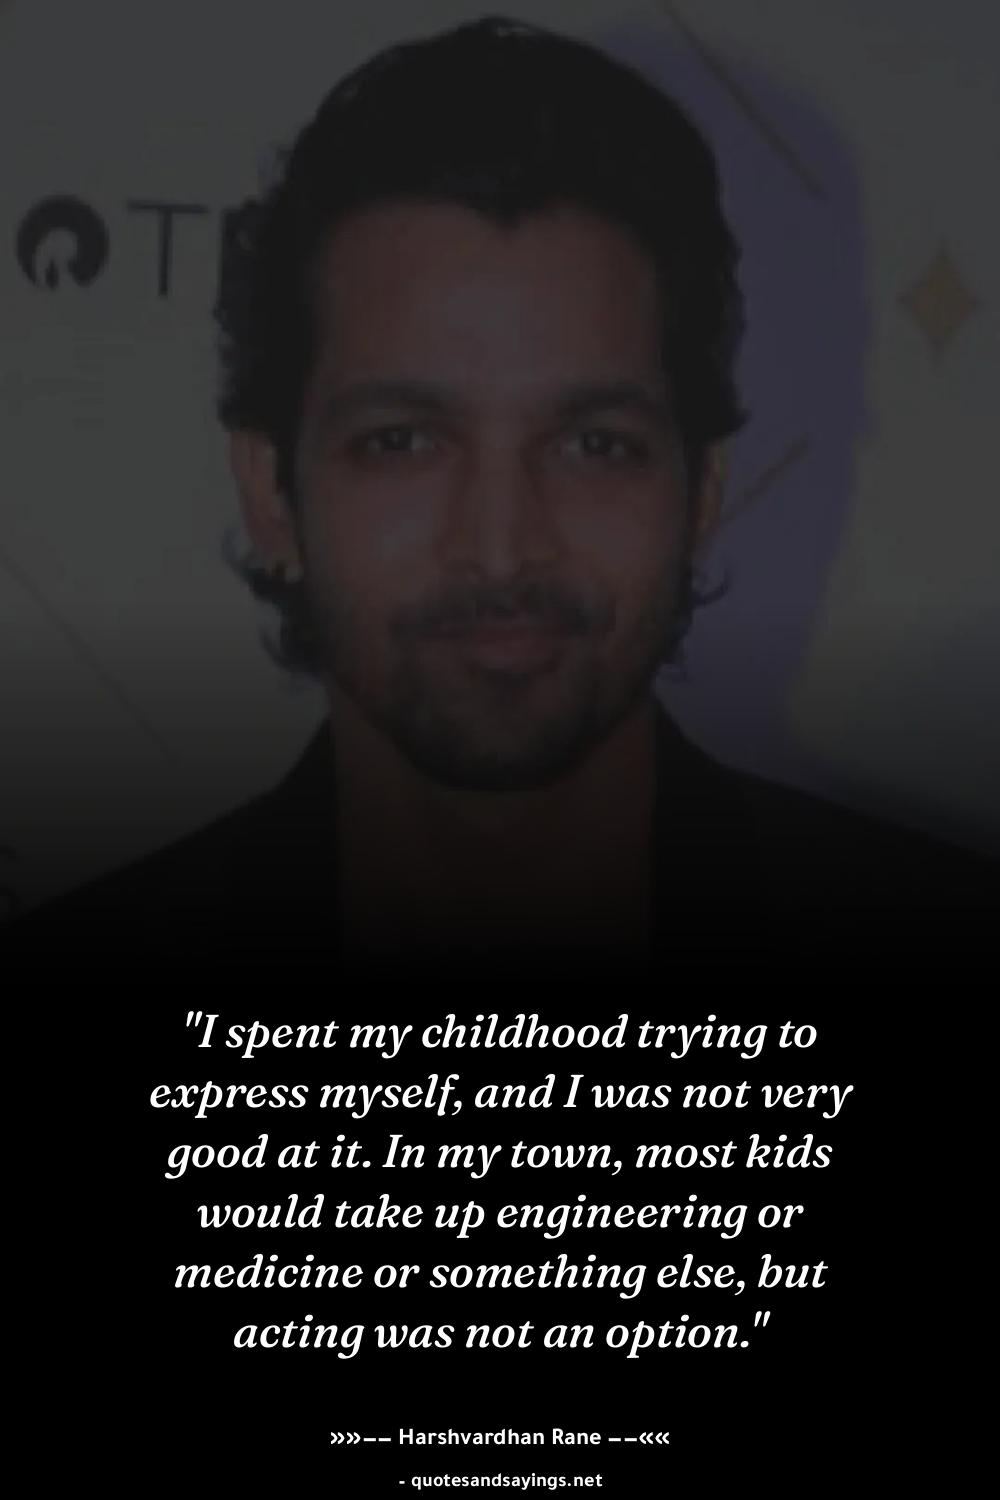 T
"I spent my childhood trying to
express myself, and I was not very
good at it. In my town, most kids
would take up engineering or
medicine or something else, but
acting was not an option."
»»–– Harshvardhan Rane ––««
- quotesandsayings.net